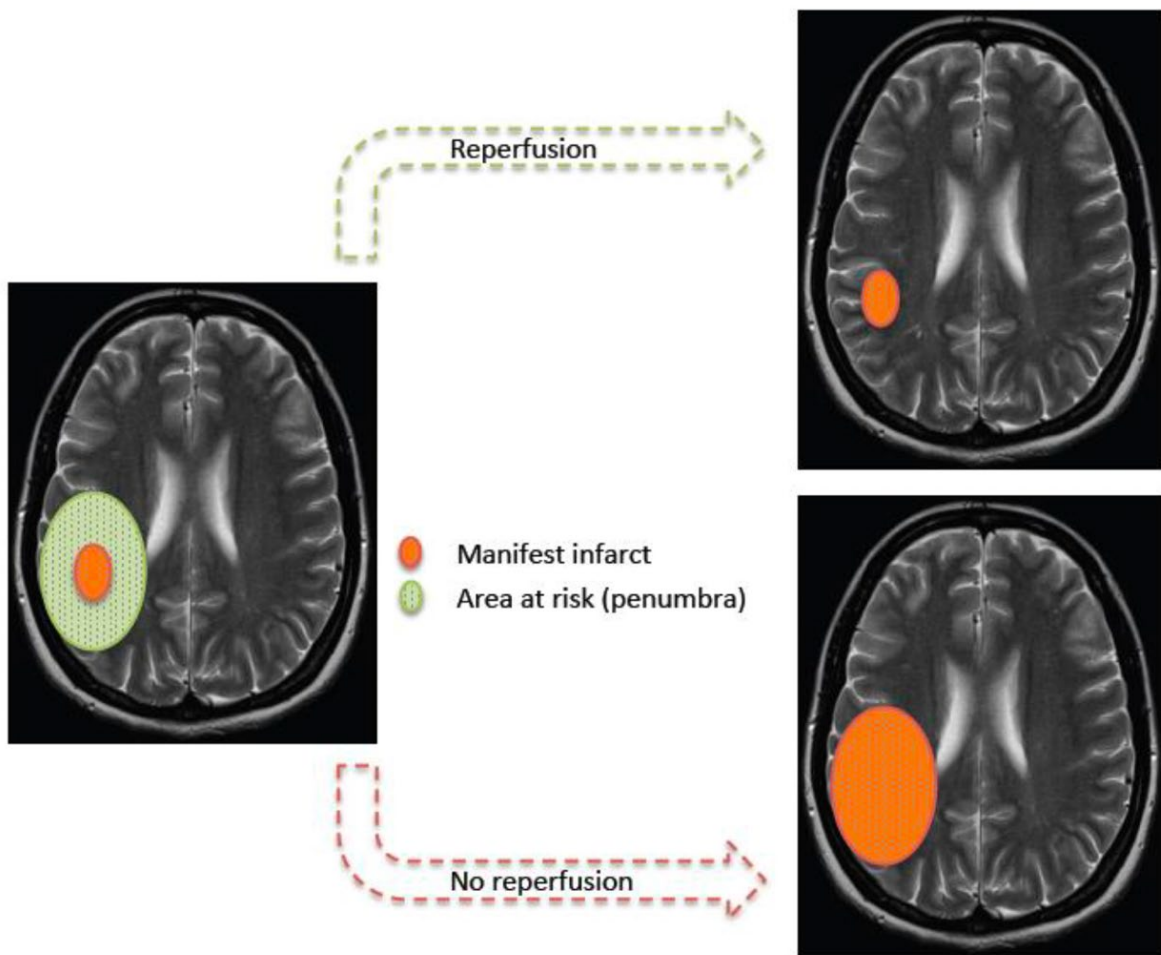 Reperfusion
Manifest infarct
Area at risk (penumbra)
No reperfusion